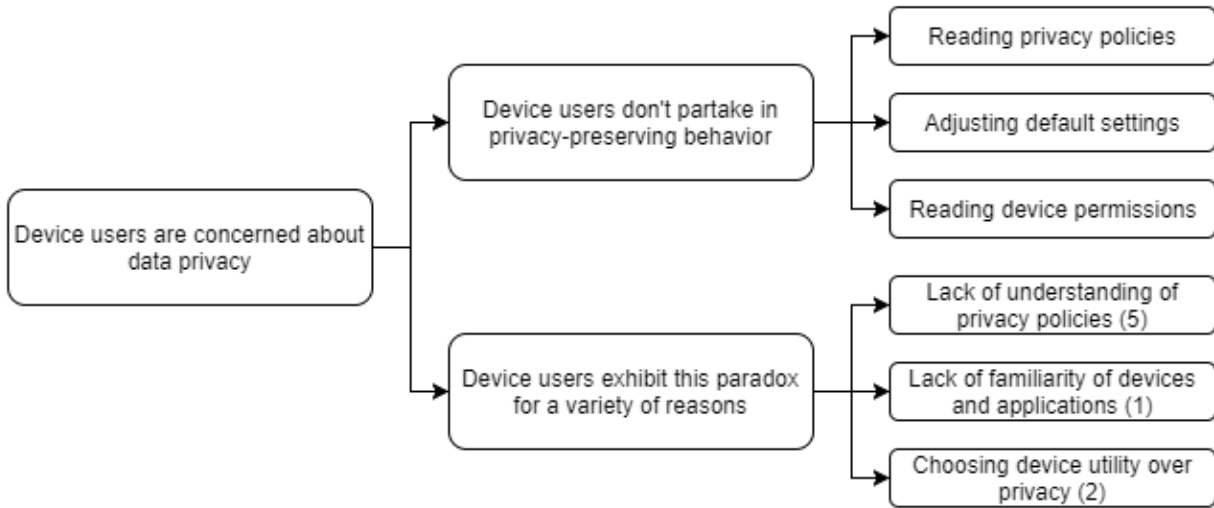 Reading privacy policies
Device users don't partake in
privacy-preserving behavior
Adjusting default settings
Reading device permissions
Device users are concerned about
data privacy
Lack of understanding of
privacy policies (5)
Device users exhibit this paradox
for a variety of reasons
Lack of familiarity of devices
and applications (1)
Choosing device utility over
privacy (2)